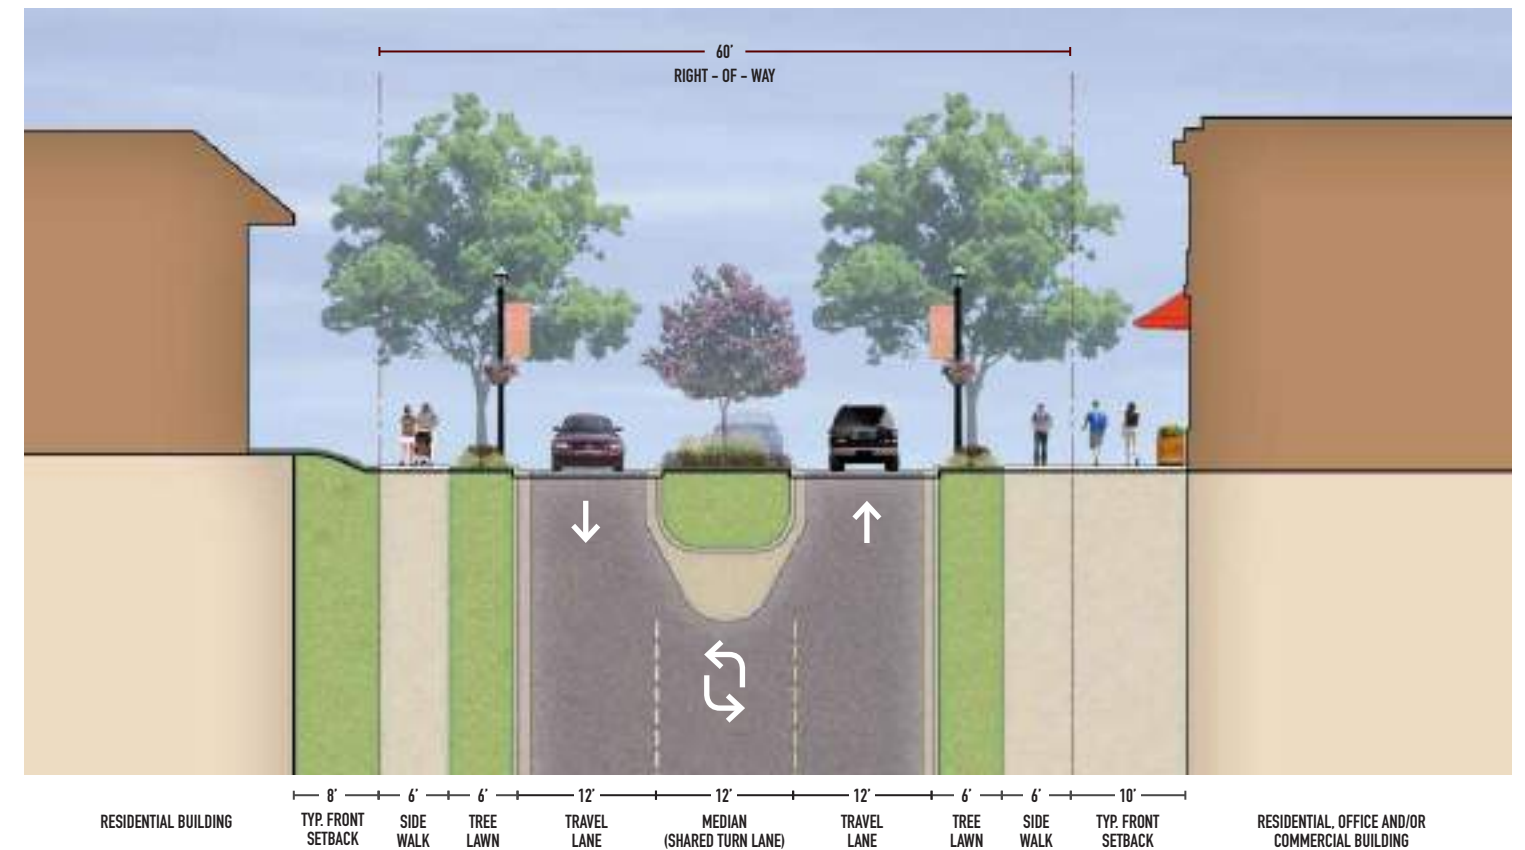 60'
RIGHT - OF - WAY
8'
6'
6'
12'
12'
12'
6'
6'
10'
RESIDENTIAL BUILDING
TYP. FRONT
SETBACK
SIDE
WALK
TREE
LAWN
TRAVEL
LANE
MEDIAN
(SHARED TURN LANE)
TRAVEL
LANE
TREE
LAWN
SIDE
WALK
TYP. FRONT
SETBACK
RESIDENTIAL, OFFICE AND/OR
COMMERCIAL BUILDING